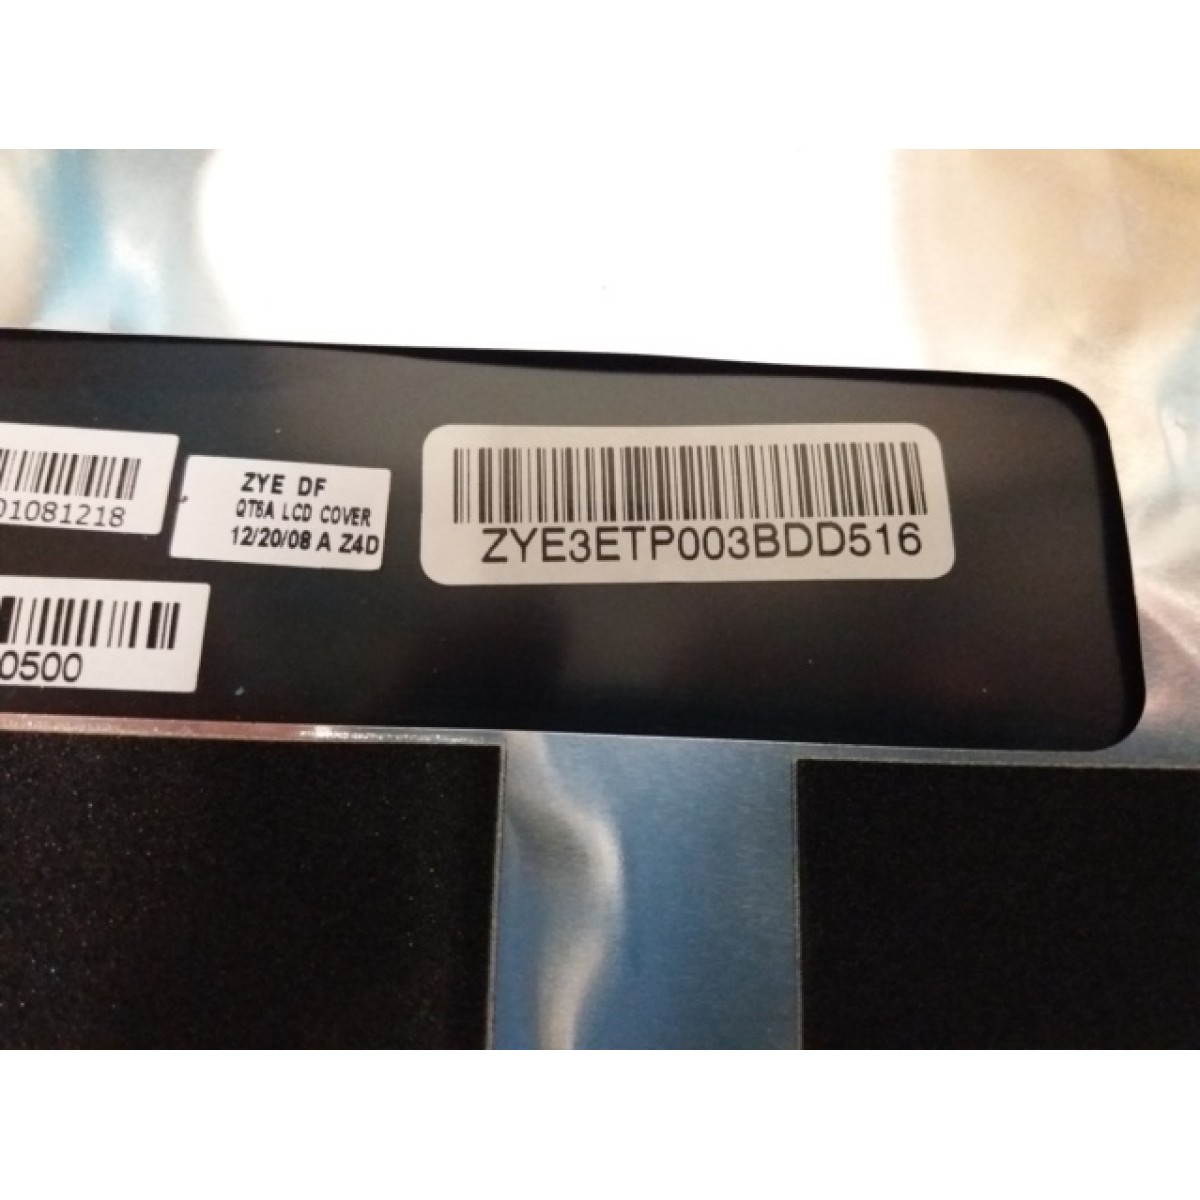 01081218
ZYE DF
QT6A LCD COVER
12/20/08 A Z4D
ZYE3ETP003BDD516
0500